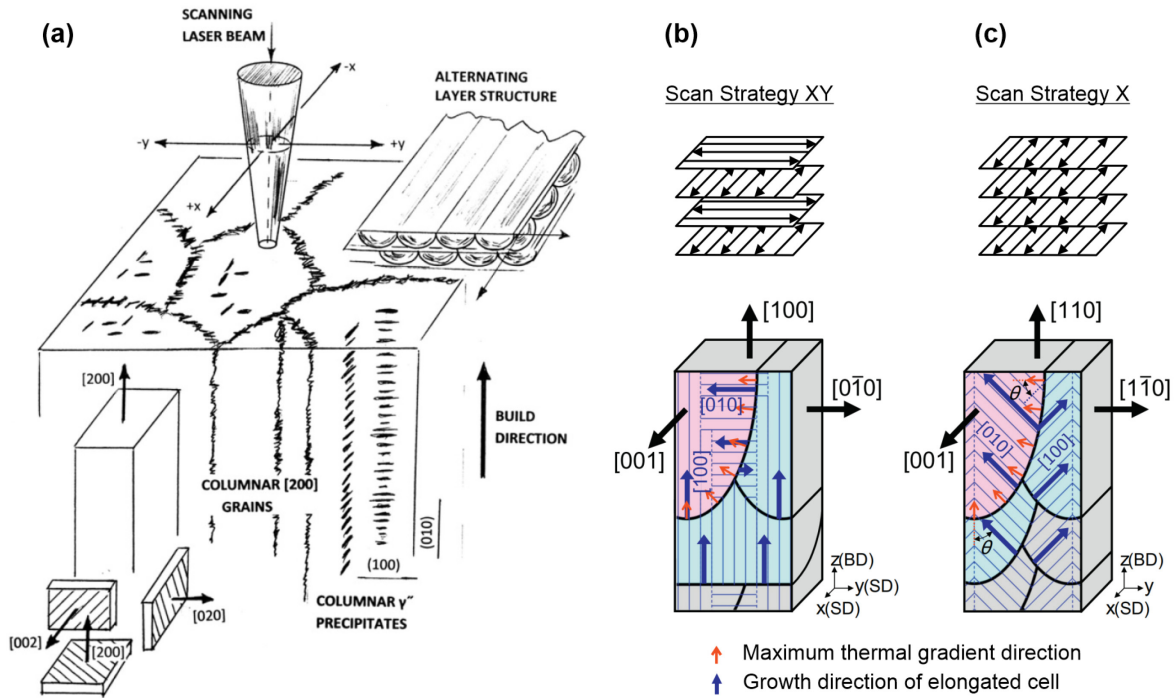 (a)
SCANNING
LASER BEAM
-x
ALTERNATING
LAYER STRUCTURE
-y
+y
+x
[200]
BUILD
DIRECTION
COLUMNAR [200]
GRAINS
(010)
(100)
COLUMNAR γ″
PRECIPITATES
[002]
[200]
[020]
(b)
Scan Strategy XY
[100]
[010]
[01̄0]
[100]
[001]
z(BD)
y(SD)
x(SD)
(c)
Scan Strategy X
[110]
θ
[11̄0]
[010]
[100]
[001]
θ
z(BD)
y
x(SD)
Maximum thermal gradient direction
Growth direction of elongated cell